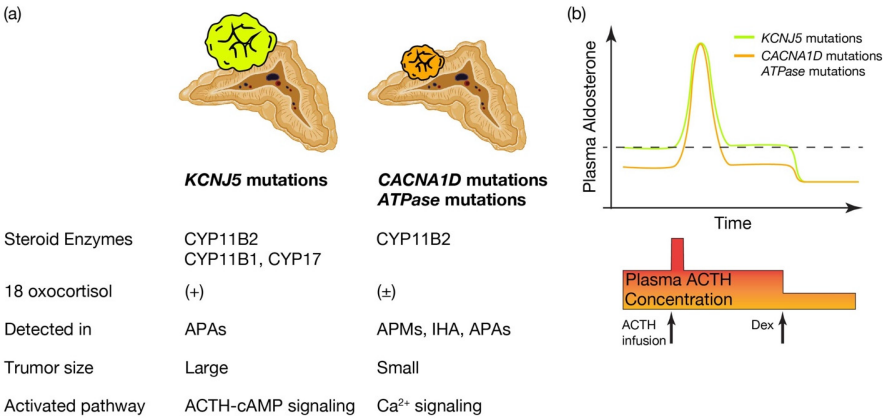 (a)
KCNJ5 mutations
CACNA1D mutations
ATPase mutations
Steroid Enzymes
CYP11B2
CYP11B1, CYP17
CYP11B2
18 oxocortisol
(+)
(±)
Detected in
APAs
APMs, IHA, APAs
Trumor size
Large
Small
Activated pathway
ACTH-cAMP signaling
Ca²⁺ signaling
(b)
KCNJ5 mutations
CACNA1D mutations
ATPase mutations
Plasma Aldosterone
Time
Plasma ACTH
Concentration
ACTH
infusion
Dex